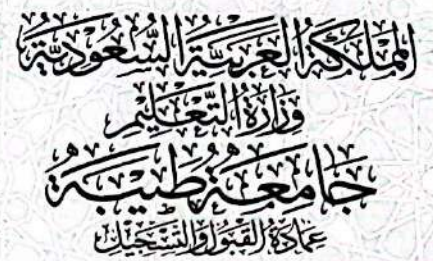 المملكة العربية السعودية
وزارة التعليم
جامعة طيبة
عمادة القبول والتسجيل